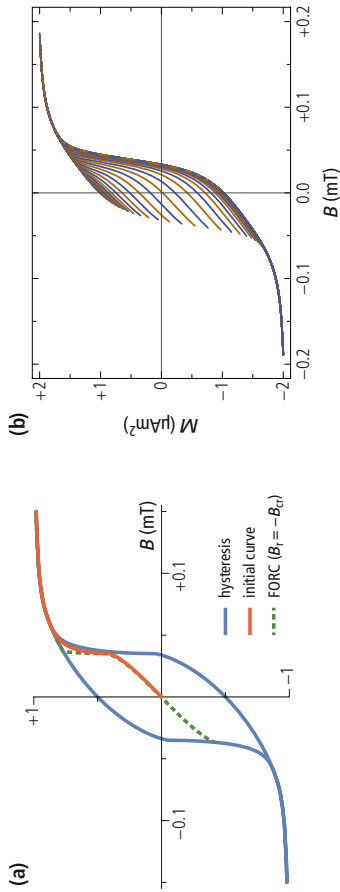 (a)
+1
B (mT)
−0.1
+0.1
hysteresis
initial curve
FORC (Br = −Bcr)
−1
(b)
+2
+1
0
−1
−2
M (μAm²)
−0.2
−0.1
0.0
+0.1
+0.2
B (mT)